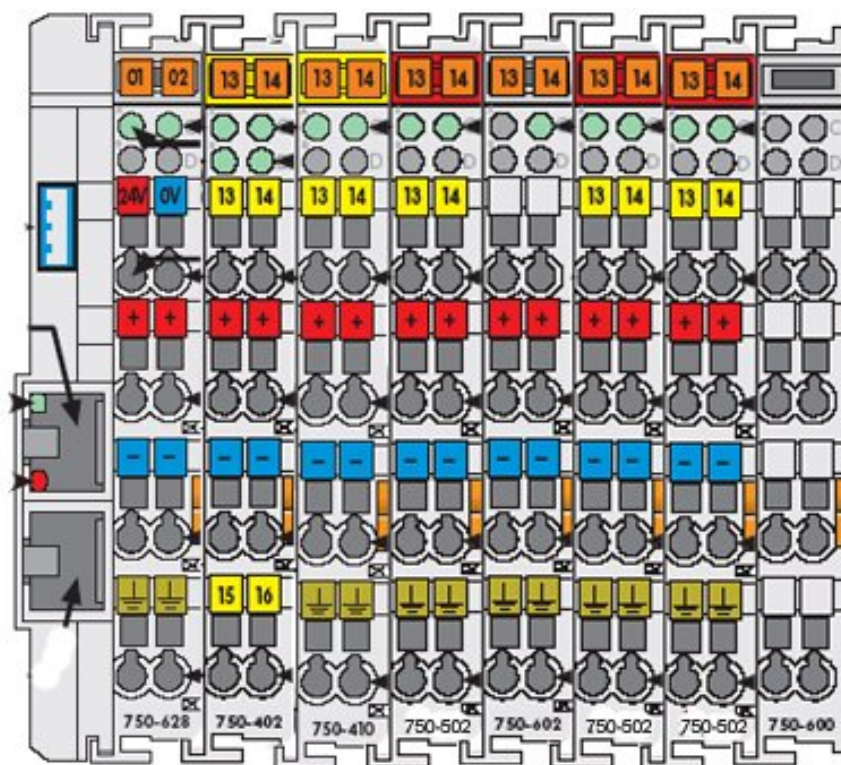 01 02 13 14 13 14 13 14 13 14 13 14 13 14
24V 0V 13 14 13 14 13 14 13 14 13 14
+ + + + + + + + + + + + + +
- - - - - - - - - - - - - -
15 16
750-628 750-402 750-410 750-502 750-602 750-502 750-502 750-600